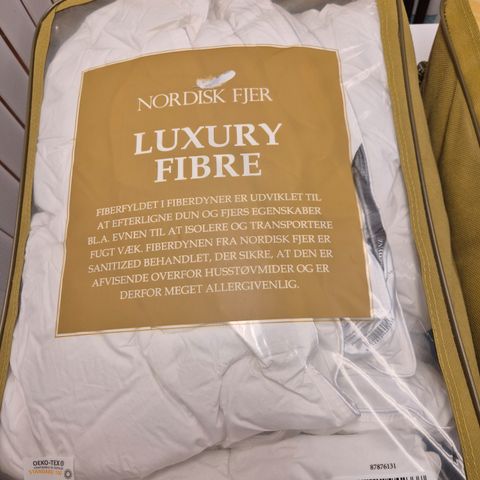 NORDISK FJER
LUXURY
FIBRE
FIBERFYLDET I FIBERDYNER ER UDVIKLET TIL
AT EFTERLIGNE DUN OG FJERS EGENSKABER
BL.A. EVNEN TIL AT ISOLERE OG TRANSPORTERE
FUGT VÆK. FIBERDYNEN FRA NORDISK FJER ER
SANITIZED BEHANDLET, DER SIKRE, AT DEN ER
AFVISENDE OVERFOR HUSSTØVMIDER OG ER
DERFOR MEGET ALLERGIVENLIG.
OEKO-TEX®
STANDARD 100
87876131